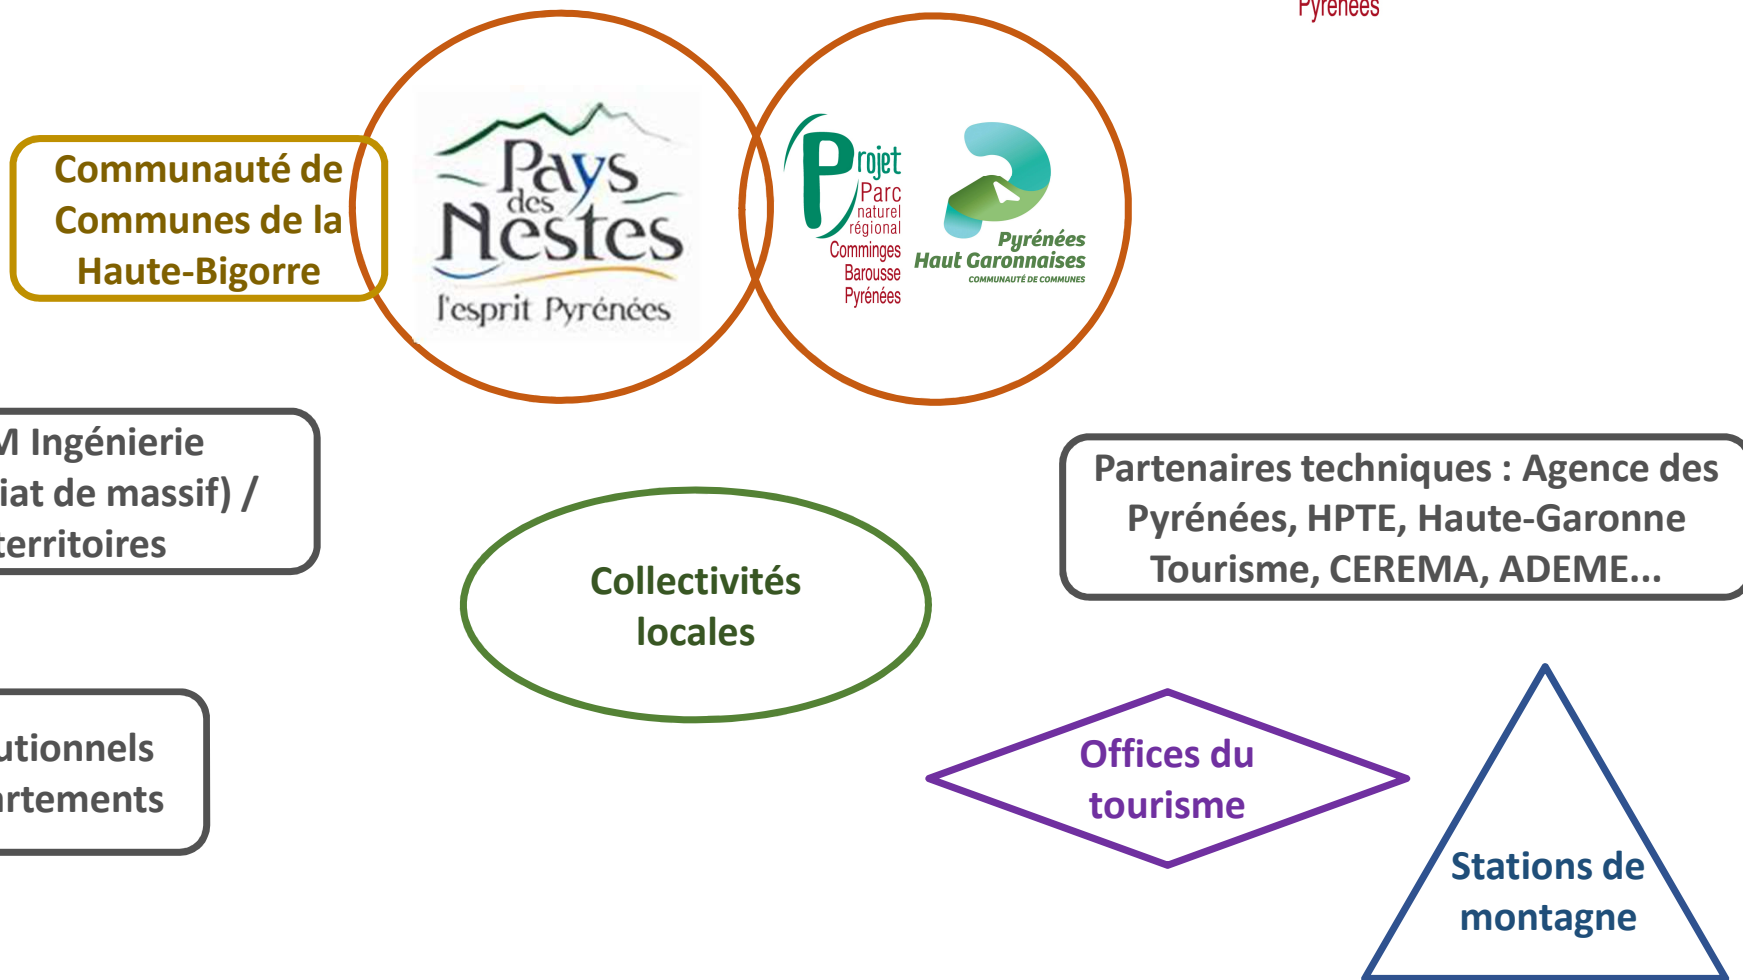 Pyrénées
Communauté de
Communes de la
Haute-Bigorre
Pays
des
Nestes
l'esprit Pyrénées
Projet
Parc
naturel
régional
Comminges
Barousse
Pyrénées
Pyrénées
Haut Garonnaises
COMMUNAUTÉ DE COMMUNES
M Ingénierie
iat de massif) /
territoires
Partenaires techniques : Agence des
Pyrénées, HPTE, Haute-Garonne
Tourisme, CEREMA, ADEME...
Collectivités
locales
utionnels
artements
Offices du
tourisme
Stations de
montagne